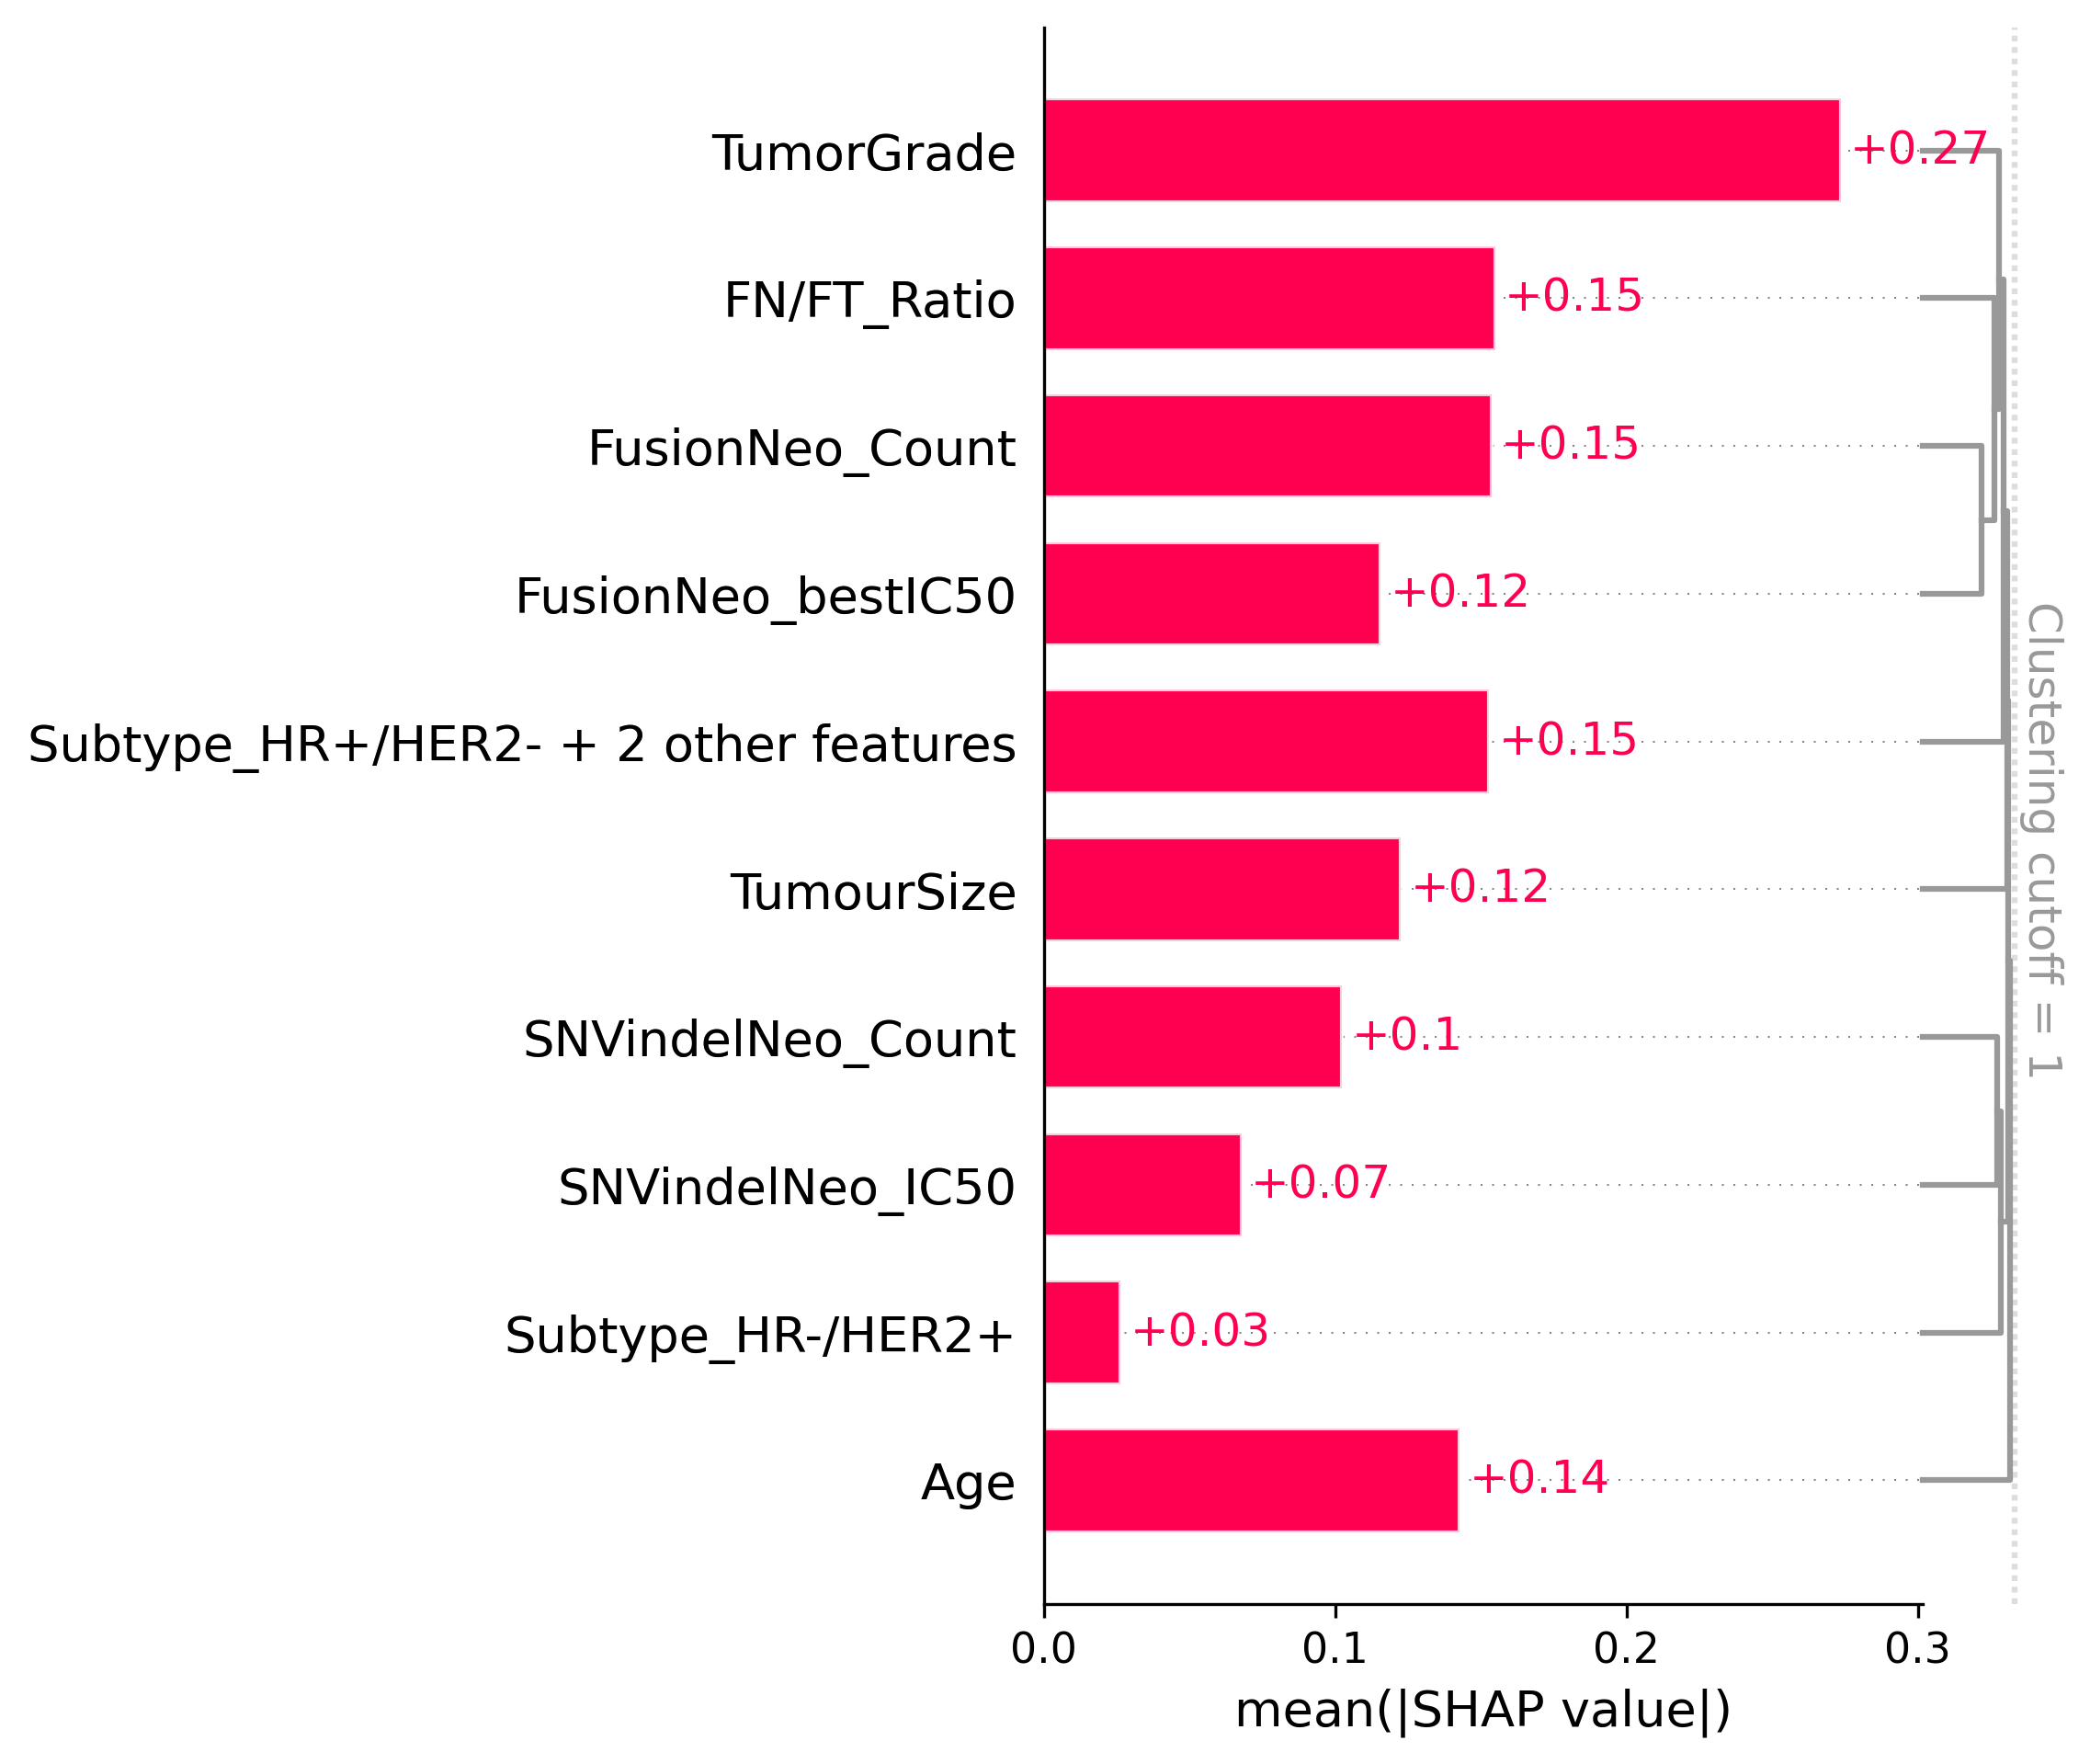 TumorGrade +0.27
FN/FT_Ratio +0.15
FusionNeo_Count +0.15
FusionNeo_bestIC50 +0.12
Subtype_HR+/HER2- + 2 other features +0.15
TumourSize +0.12
SNVindelNeo_Count +0.1
SNVindelNeo_IC50 +0.07
Subtype_HR-/HER2+ +0.03
Age +0.14
Clustering cutoff = 1
0.0 0.1 0.2 0.3
mean(|SHAP value|)